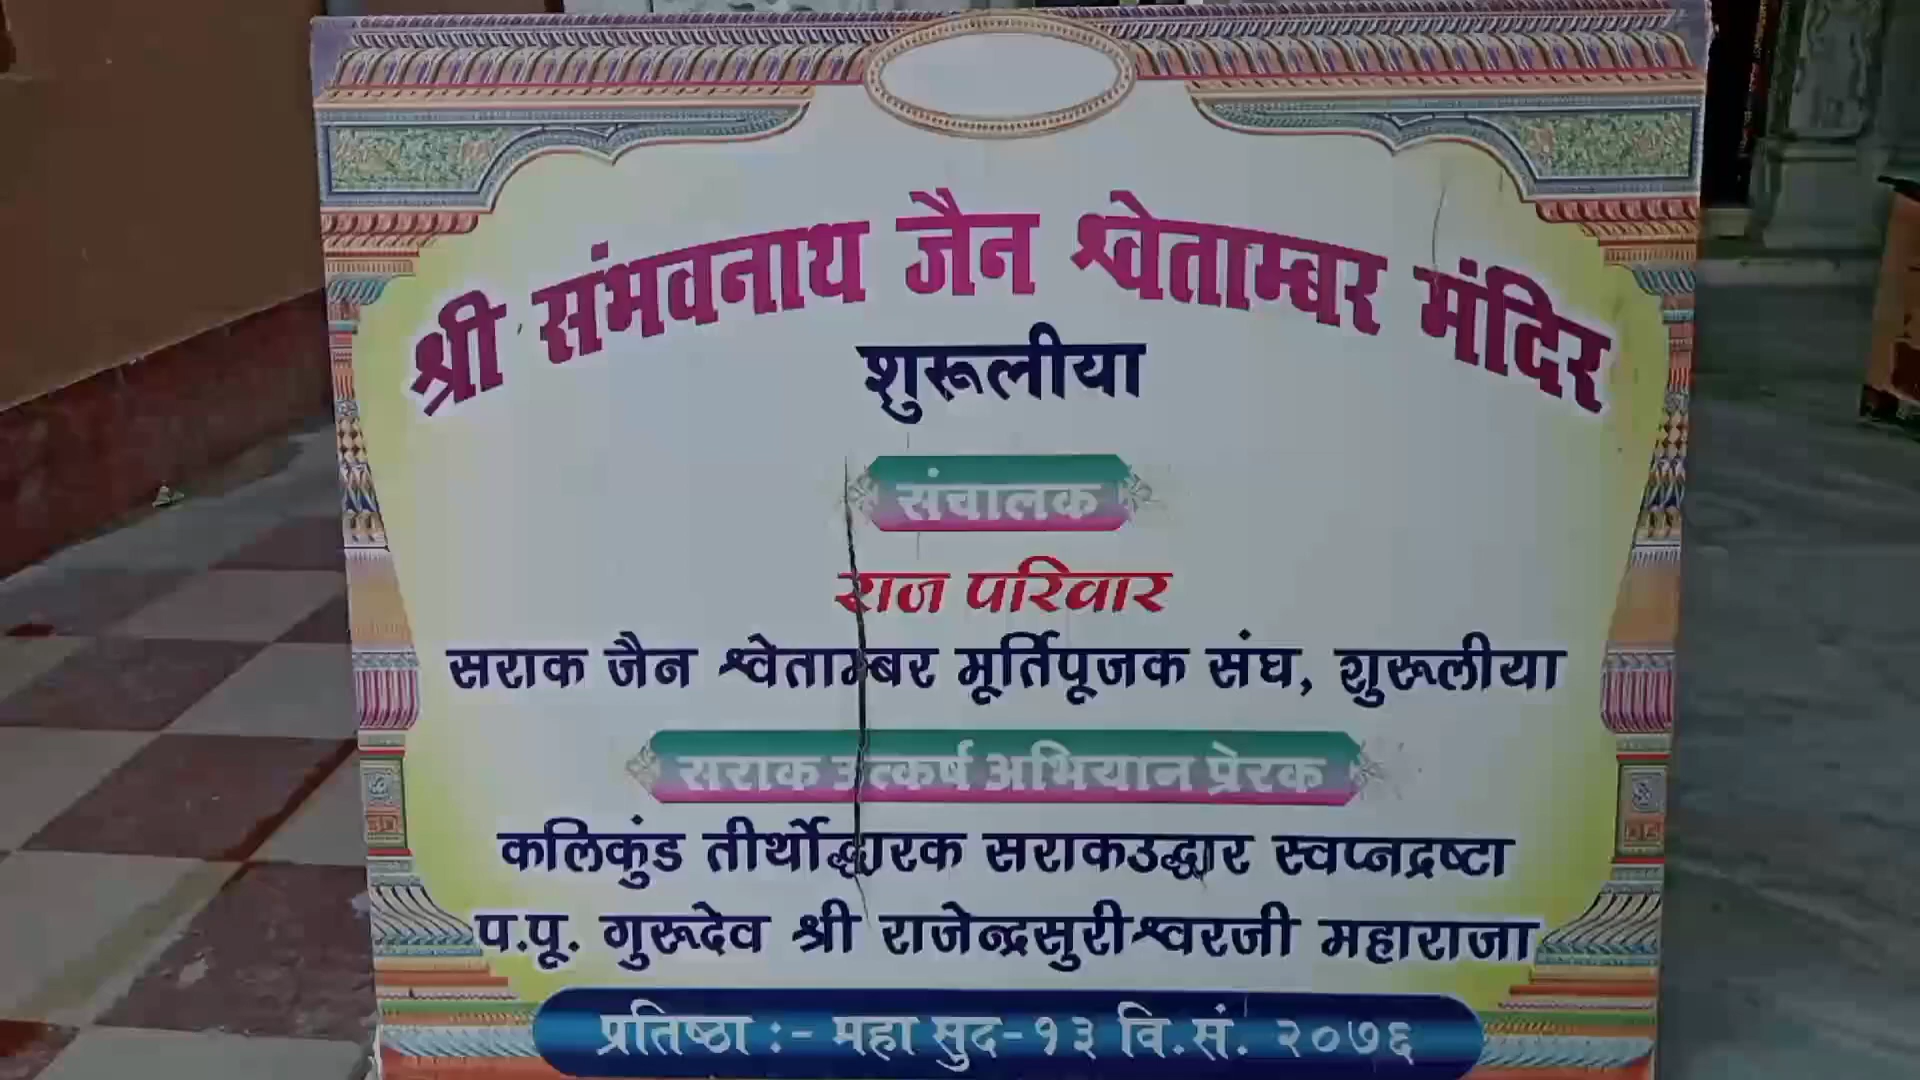 श्री संभवनाथ जैन श्वेताम्बर मंदिर
शुरूलीया
संचालक
राज परिवार
सराक जैन श्वेताम्बर मूर्तिपूजक संघ, शुरूलीया
सराक उत्कर्ष अभियान प्रेरक
कलिकुंड तीर्थोद्धारक सराकउद्धार स्वप्नद्रष्टा
प.पू. गुरूदेव श्री राजेन्द्रसुरीश्वरजी महाराजा
प्रतिष्ठा :- महा सुद-१३ वि.सं. २०७६